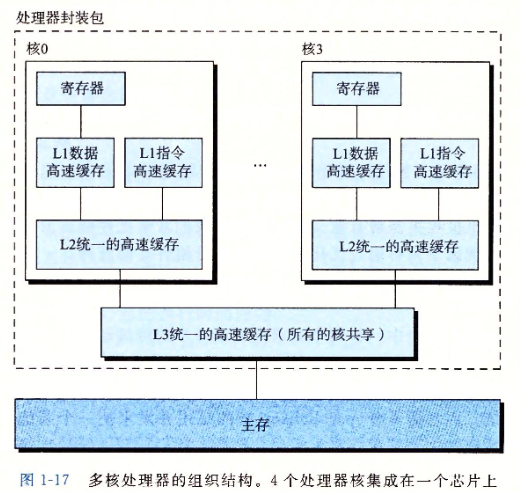 处理器封装包
核0
核3
寄存器
寄存器
L1数据
高速缓存
L1指令
高速缓存
...
L1数据
高速缓存
L1指令
高速缓存
L2统一的高速缓存
L2统一的高速缓存
L3统一的高速缓存（所有的核共享）
主存
图 1-17 多核处理器的组织结构。4 个处理器核集成在一个芯片上